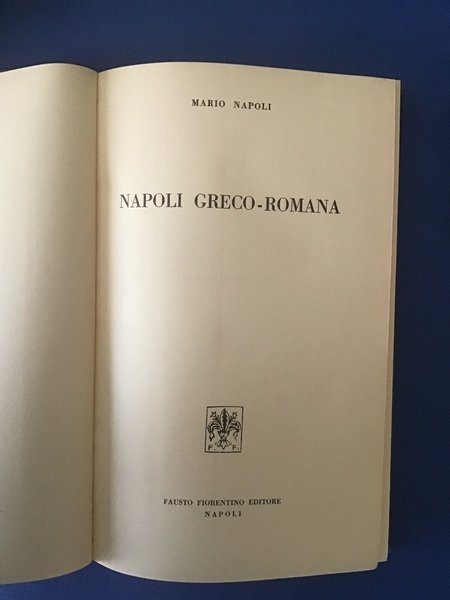 MARIO NAPOLI
NAPOLI GRECO-ROMANA
F. F.
FAUSTO FIORENTINO EDITORE
NAPOLI